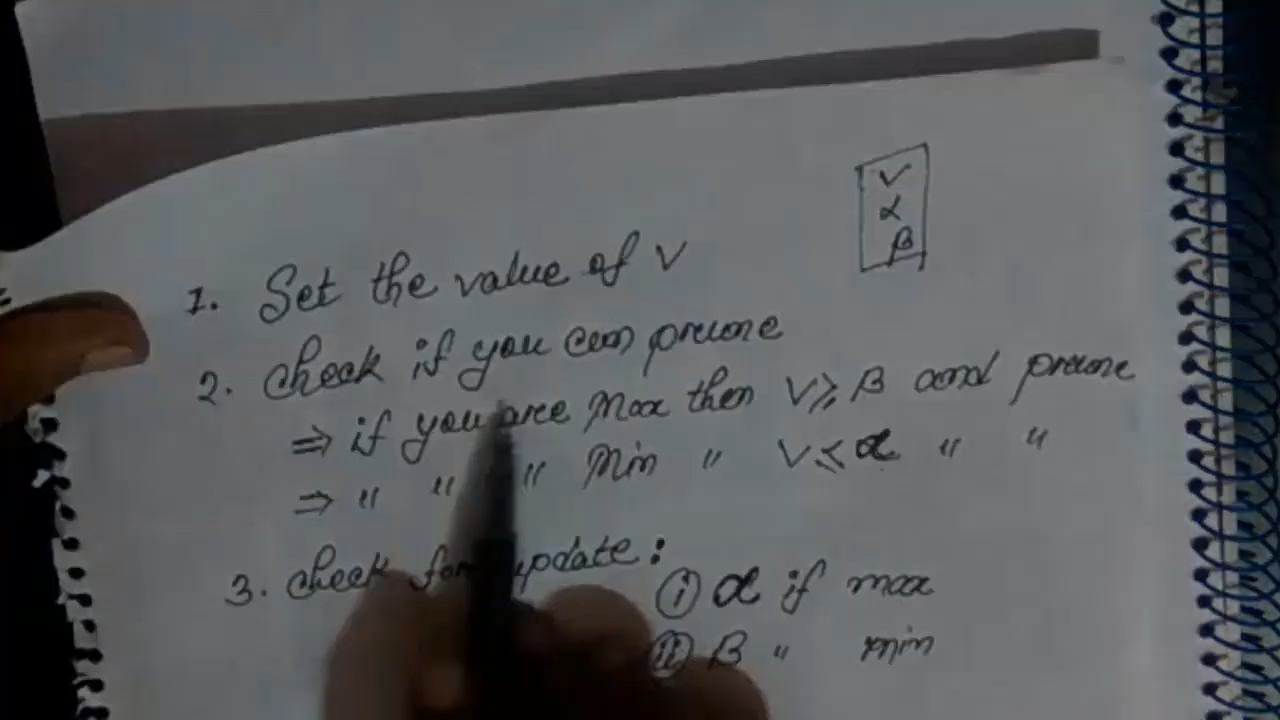 V
α
β
1. Set the value of V
2. check if you can prune
⇒ if you are Max then V ≥ β and prune
⇒ " " " Min " V ≤ α " "
3. check for update:
(i) α if max
(ii) β " min